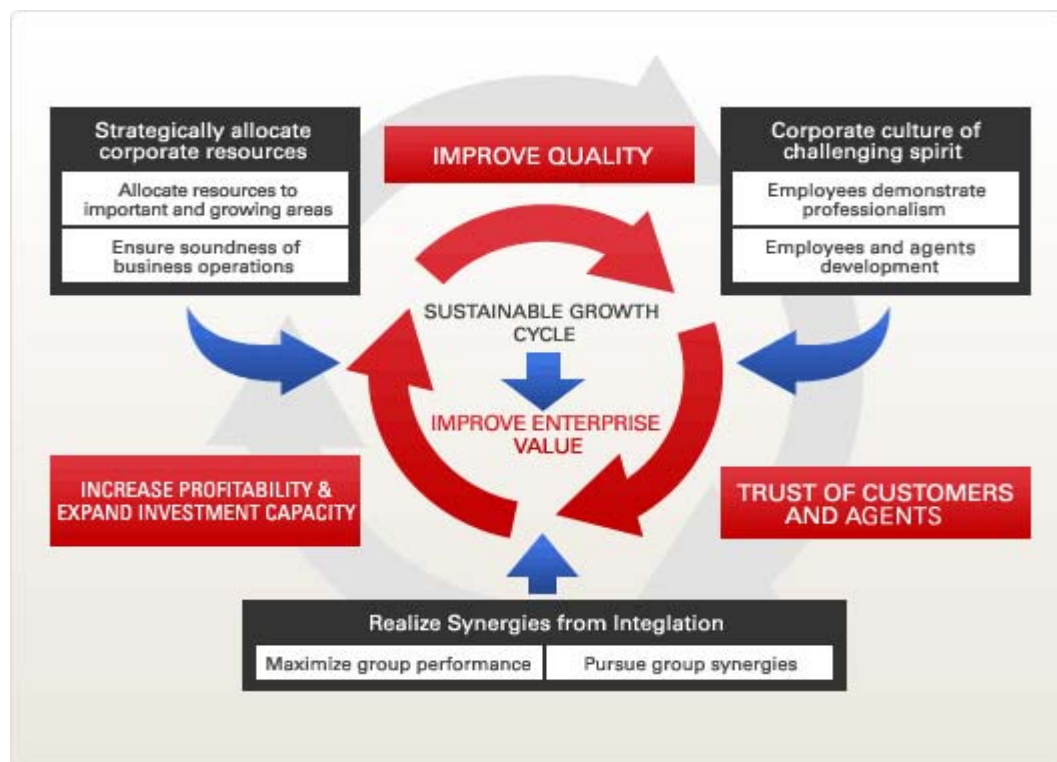 Strategically allocate
corporate resources
Allocate resources to
important and growing areas
Ensure soundness of
business operations
IMPROVE QUALITY
Corporate culture of
challenging spirit
Employees demonstrate
professionalism
Employees and agents
development
SUSTAINABLE GROWTH
CYCLE
IMPROVE ENTERPRISE
VALUE
INCREASE PROFITABILITY &
EXPAND INVESTMENT CAPACITY
TRUST OF CUSTOMERS
AND AGENTS
Realize Synergies from Integlation
Maximize group performance
Pursue group synergies